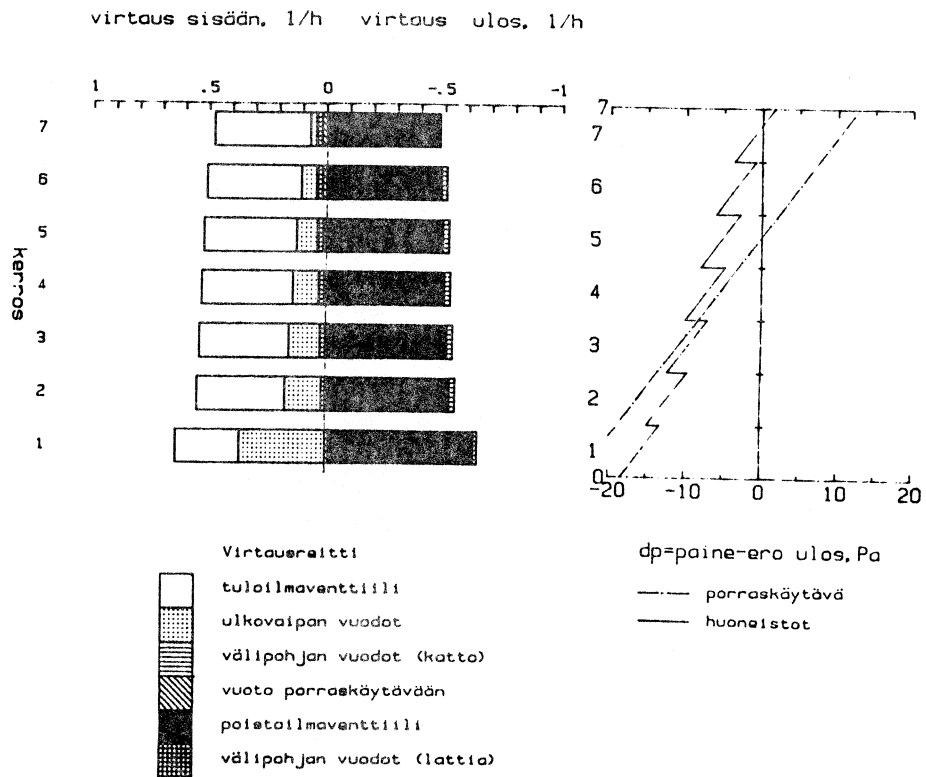 virtaus sisään, l/h virtaus ulos, l/h
1 .5 0 -.5 -1
kerros
7
6
5
4
3
2
1
7
7
6
5
4
3
2
1
0
-20 -10 0 10 20
Virtausreitti
tuloilmaventtiili
ulkovaipan vuodot
välipohjan vuodot (katto)
vuoto porraskäytävään
poistoilmaventtiili
välipohjan vuodot (lattia)
dp=paine-ero ulos, Pa
porraskäytävä
huoneistot